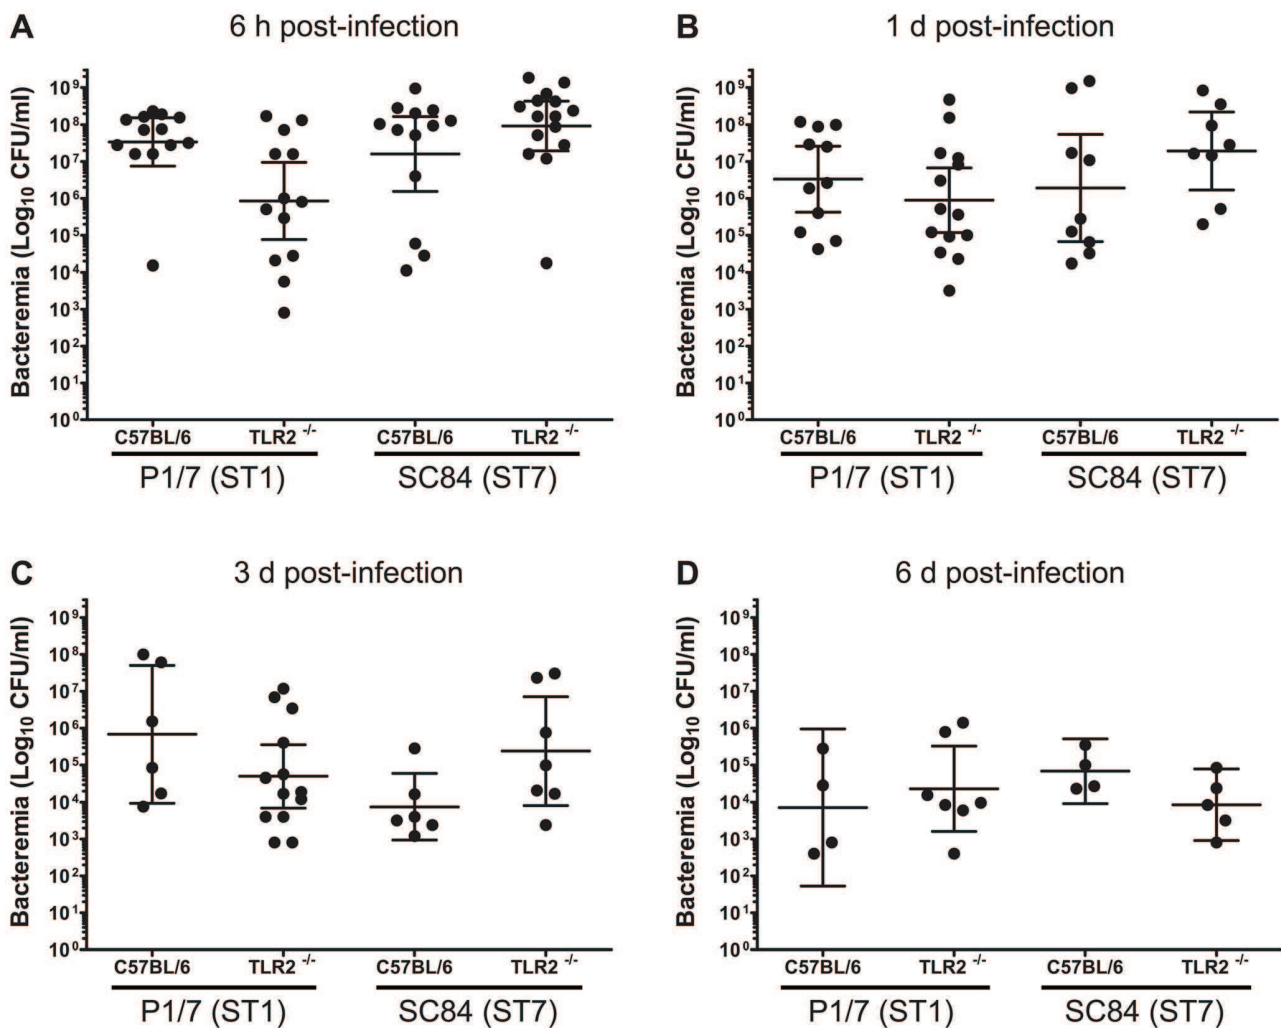 A 6 h post-infection
Bacteremia (Log₁₀ CFU/ml)
10⁹
10⁸
10⁷
10⁶
10⁵
10⁴
10³
10²
10¹
10⁰
C57BL/6 TLR2 -/- C57BL/6 TLR2 -/-
P1/7 (ST1) SC84 (ST7)
B 1 d post-infection
Bacteremia (Log₁₀ CFU/ml)
10⁹
10⁸
10⁷
10⁶
10⁵
10⁴
10³
10²
10¹
10⁰
C57BL/6 TLR2 -/- C57BL/6 TLR2 -/-
P1/7 (ST1) SC84 (ST7)
C 3 d post-infection
Bacteremia (Log₁₀ CFU/ml)
10⁹
10⁸
10⁷
10⁶
10⁵
10⁴
10³
10²
10¹
10⁰
C57BL/6 TLR2 -/- C57BL/6 TLR2 -/-
P1/7 (ST1) SC84 (ST7)
D 6 d post-infection
Bacteremia (Log₁₀ CFU/ml)
10⁹
10⁸
10⁷
10⁶
10⁵
10⁴
10³
10²
10¹
10⁰
C57BL/6 TLR2 -/- C57BL/6 TLR2 -/-
P1/7 (ST1) SC84 (ST7)